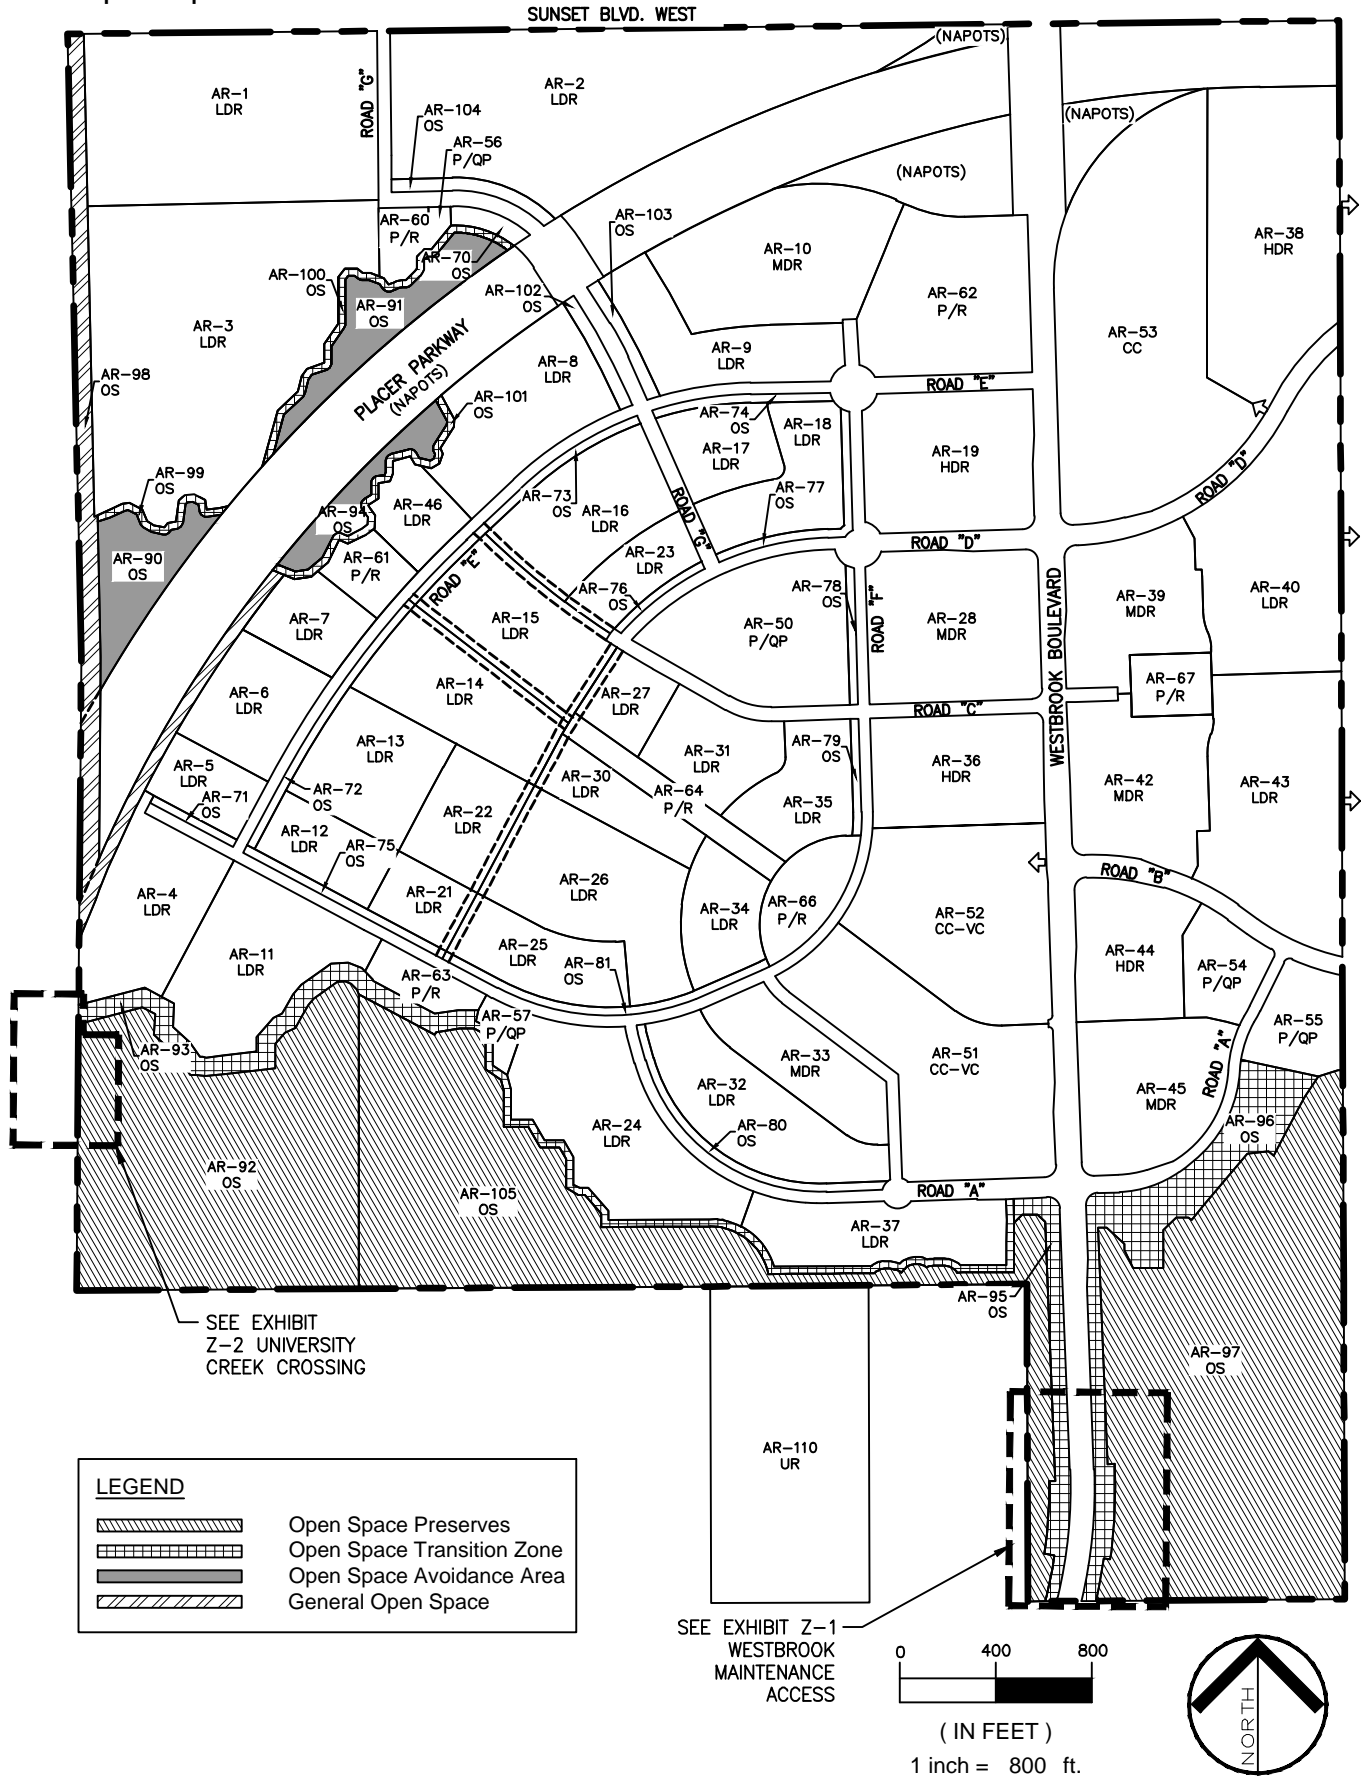 SUNSET BLVD. WEST
(NAPOTS)
AR-1
LDR
ROAD "G"
AR-2
LDR
AR-104
OS
AR-56
P/QP
(NAPOTS)
(NAPOTS)
AR-60
P/R
AR-103
OS
AR-38
HDR
AR-10
MDR
AR-70
OS
AR-100
OS
AR-102
OS
AR-62
P/R
AR-91
OS
AR-3
LDR
AR-53
CC
PLACER PARKWAY
(NAPOTS)
AR-9
LDR
AR-8
LDR
AR-98
OS
ROAD "E"
AR-101
OS
AR-74
OS
AR-18
LDR
AR-17
LDR
AR-19
HDR
AR-99
OS
ROAD "D"
AR-77
OS
AR-73
OS
AR-46
LDR
AR-16
LDR
ROAD "G"
AR-94
OS
ROAD "D"
AR-23
LDR
AR-61
P/R
AR-90
OS
ROAD "E"
AR-76
OS
AR-78
OS
ROAD "F"
AR-40
LDR
AR-39
MDR
AR-7
LDR
AR-15
LDR
AR-50
P/QP
AR-28
MDR
WESTBROOK BOULEVARD
AR-67
P/R
AR-6
LDR
AR-14
LDR
AR-27
LDR
ROAD "C"
AR-13
LDR
AR-31
LDR
AR-79
OS
AR-36
HDR
AR-5
LDR
AR-30
LDR
AR-42
MDR
AR-43
LDR
AR-72
OS
AR-64
P/R
AR-71
OS
AR-35
LDR
AR-22
LDR
AR-12
LDR
AR-75
OS
ROAD "B"
AR-4
LDR
AR-21
LDR
AR-26
LDR
AR-34
LDR
AR-66
P/R
AR-52
CC-VC
AR-25
LDR
AR-44
HDR
AR-11
LDR
AR-81
OS
AR-54
P/QP
AR-63
P/R
AR-57
P/QP
AR-55
P/QP
AR-93
OS
AR-33
MDR
AR-51
CC-VC
ROAD "A"
AR-32
LDR
AR-45
MDR
AR-24
LDR
AR-80
OS
AR-96
OS
AR-92
OS
AR-105
OS
ROAD "A"
AR-37
LDR
AR-95
OS
SEE EXHIBIT
Z-2 UNIVERSITY
CREEK CROSSING
AR-97
OS
AR-110
UR
LEGEND
Open Space Preserves
Open Space Transition Zone
Open Space Avoidance Area
General Open Space
SEE EXHIBIT Z-1
WESTBROOK
MAINTENANCE
ACCESS
0 400 800
( IN FEET )
1 inch = 800 ft.
NORTH